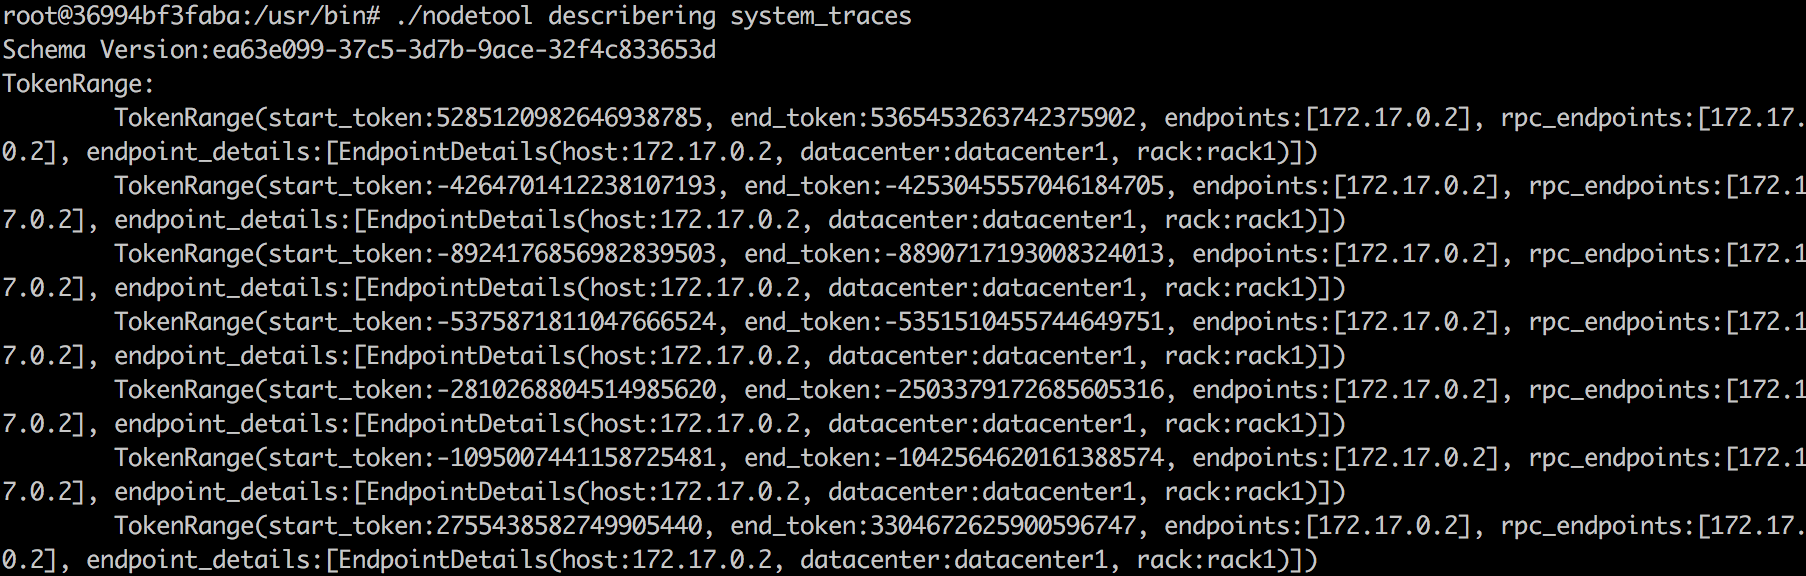 root@36994bf3faba:/usr/bin# ./nodetool describering system_traces
Schema Version:ea63e099-37c5-3d7b-9ace-32f4c833653d
TokenRange:
        TokenRange(start_token:5285120982646938785, end_token:5365453263742375902, endpoints:[172.17.0.2], rpc_endpoints:[172.17.
0.2], endpoint_details:[EndpointDetails(host:172.17.0.2, datacenter:datacenter1, rack:rack1)])
        TokenRange(start_token:-4264701412238107193, end_token:-4253045557046184705, endpoints:[172.17.0.2], rpc_endpoints:[172.1
7.0.2], endpoint_details:[EndpointDetails(host:172.17.0.2, datacenter:datacenter1, rack:rack1)])
        TokenRange(start_token:-8924176856982839503, end_token:-8890717193008324013, endpoints:[172.17.0.2], rpc_endpoints:[172.1
7.0.2], endpoint_details:[EndpointDetails(host:172.17.0.2, datacenter:datacenter1, rack:rack1)])
        TokenRange(start_token:-5375871811047666524, end_token:-5351510455744649751, endpoints:[172.17.0.2], rpc_endpoints:[172.1
7.0.2], endpoint_details:[EndpointDetails(host:172.17.0.2, datacenter:datacenter1, rack:rack1)])
        TokenRange(start_token:-2810268804514985620, end_token:-2503379172685605316, endpoints:[172.17.0.2], rpc_endpoints:[172.1
7.0.2], endpoint_details:[EndpointDetails(host:172.17.0.2, datacenter:datacenter1, rack:rack1)])
        TokenRange(start_token:-1095007441158725481, end_token:-1042564620161388574, endpoints:[172.17.0.2], rpc_endpoints:[172.1
7.0.2], endpoint_details:[EndpointDetails(host:172.17.0.2, datacenter:datacenter1, rack:rack1)])
        TokenRange(start_token:2755438582749905440, end_token:3304672625900596747, endpoints:[172.17.0.2], rpc_endpoints:[172.17.
0.2], endpoint_details:[EndpointDetails(host:172.17.0.2, datacenter:datacenter1, rack:rack1)])